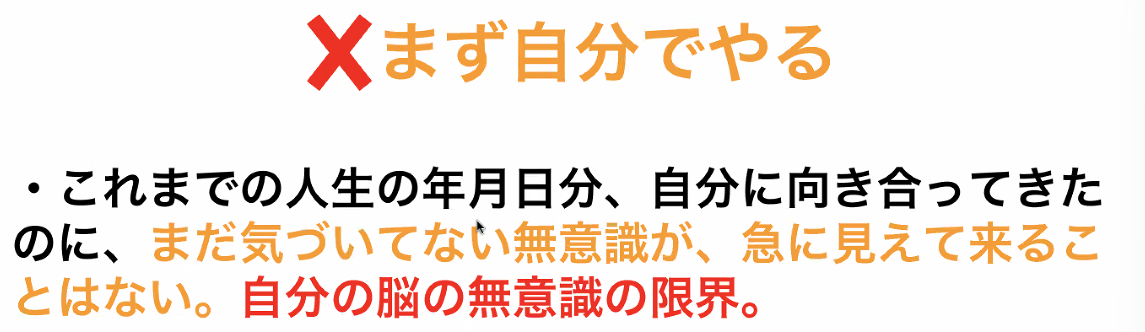 ❌まず自分でやる
・これまでの人生の年月日分、自分に向き合ってきた
のに、まだ気づいてない無意識が、急に見えて来るこ
とはない。自分の脳の無意識の限界。